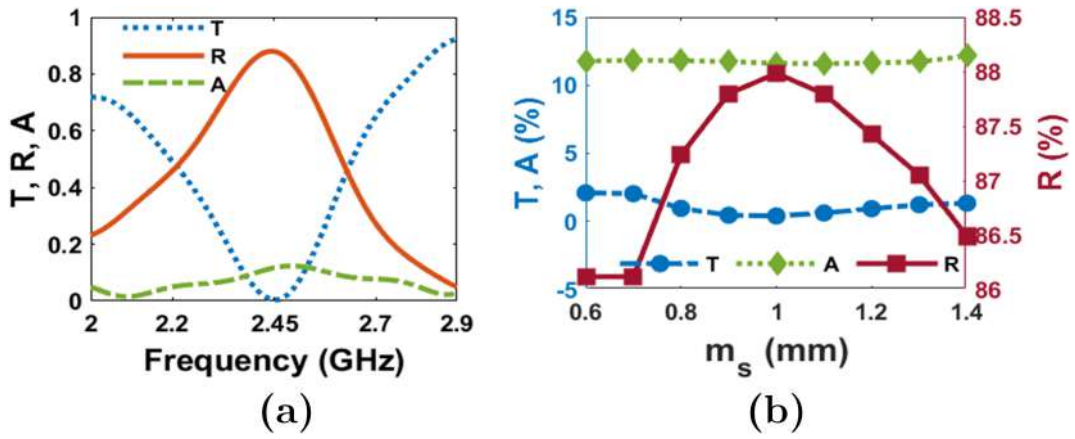 T, R, A
1
0.8
0.6
0.4
0.2
0
T
R
A
2
2.2
2.45
2.7
2.9
Frequency (GHz)
(a)
T, A (%)
15
10
5
0
-5
T
A
R
0.6
0.8
1
1.2
1.4
m_s (mm)
88.5
88
87.5
87
86.5
86
R (%)
(b)